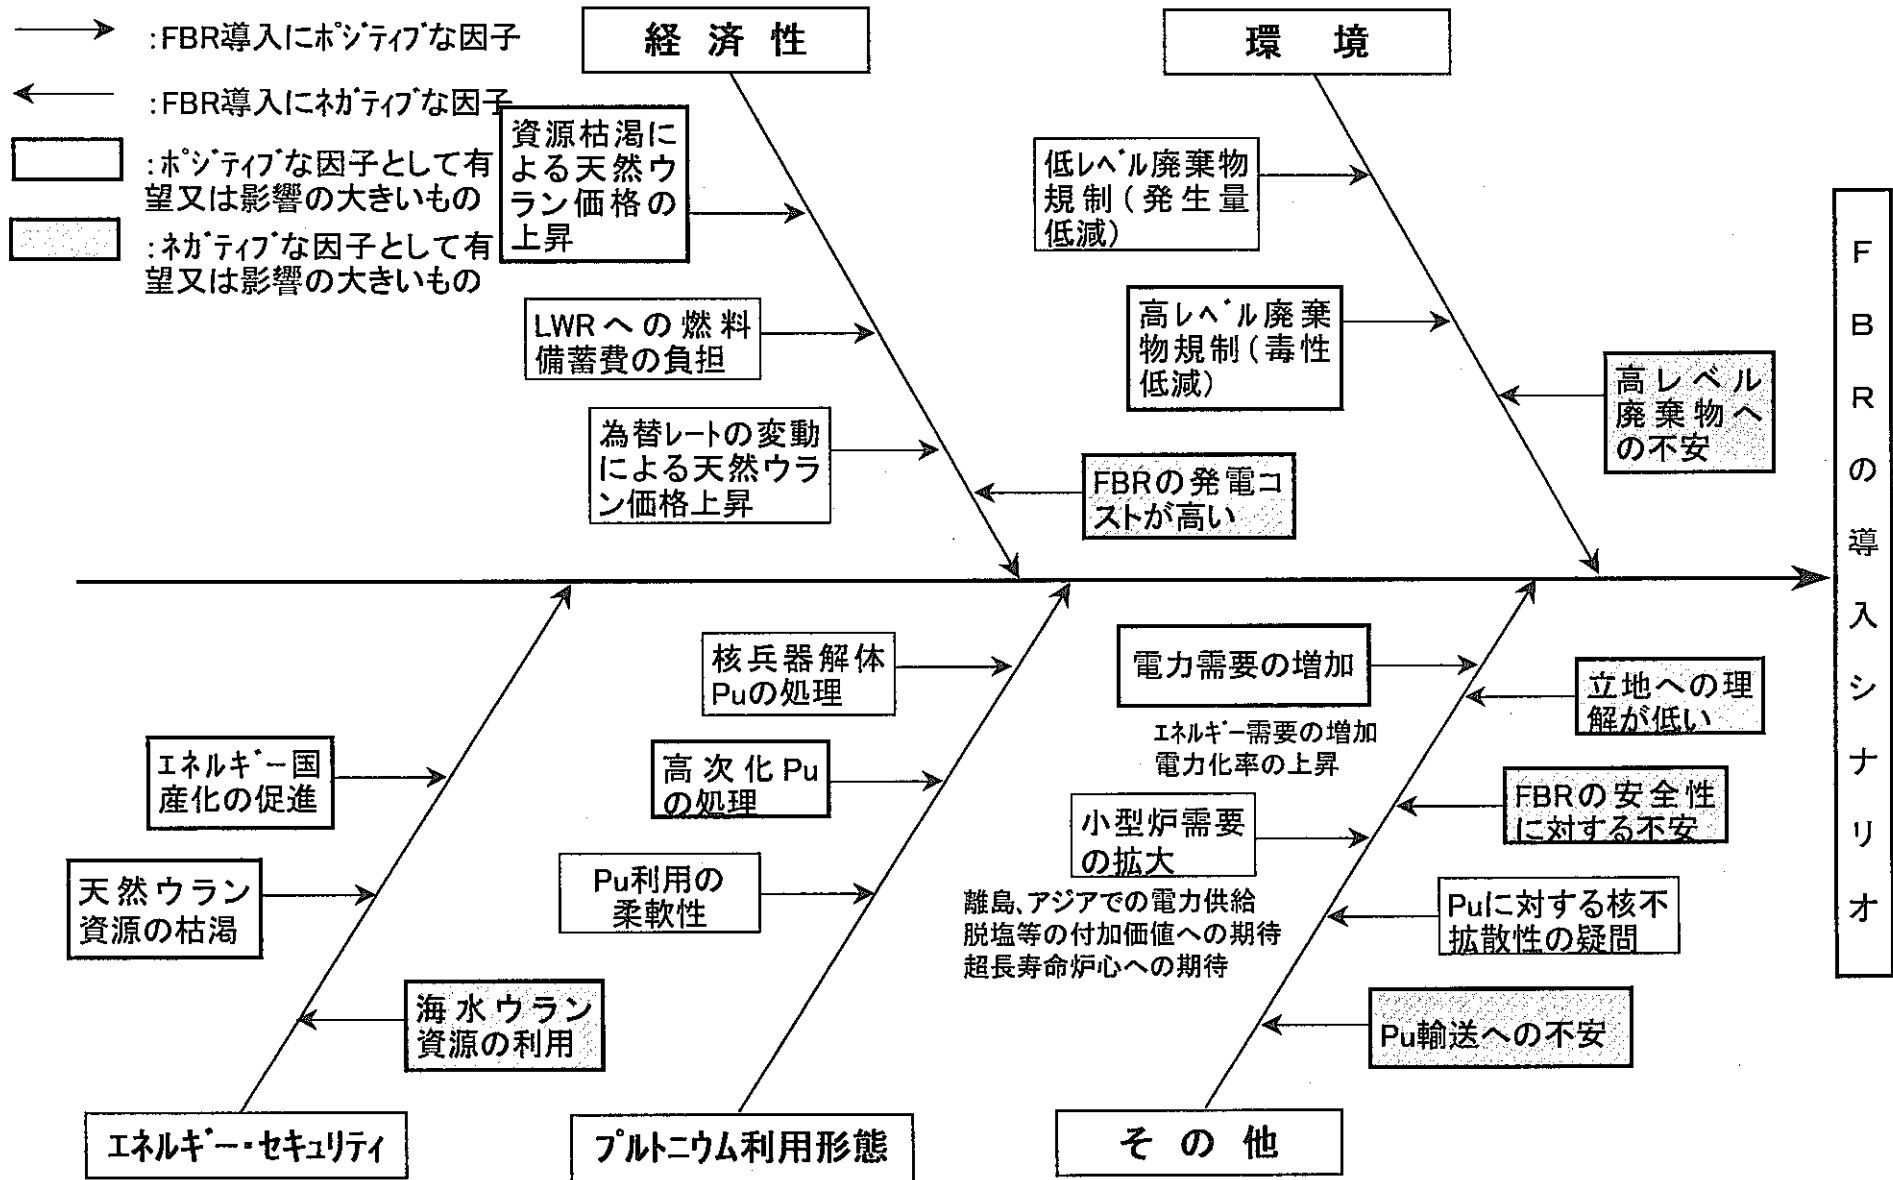 :FBR導入にポジティブな因子
:FBR導入にネガティブな因子
:ポジティブな因子として有
望又は影響の大きいもの
:ネガティブな因子として有
望又は影響の大きいもの
経済性
資源枯渇に
よる天然ウ
ラン価格の
上昇
LWRへの燃料
備蓄費の負担
為替レートの変動
による天然ウラ
ン価格上昇
FBRの発電コ
ストが高い
環境
低レベル廃棄物
規制(発生量
低減)
高レベル廃棄
物規制(毒性
低減)
高レベル
廃棄物へ
の不安
FBRの導入シナリオ
エネルギー国
産化の促進
天然ウラン
資源の枯渇
海水ウラン
資源の利用
エネルギー・セキュリティ
核兵器解体
Puの処理
高次化Pu
の処理
Pu利用の
柔軟性
プルトニウム利用形態
電力需要の増加
エネルギー需要の増加
電力化率の上昇
小型炉需要
の拡大
離島、アジアでの電力供給
脱塩等の付加価値への期待
超長寿命炉心への期待
立地への理
解が低い
FBRの安全性
に対する不安
Puに対する核不
拡散性の疑問
Pu輸送への不安
その他